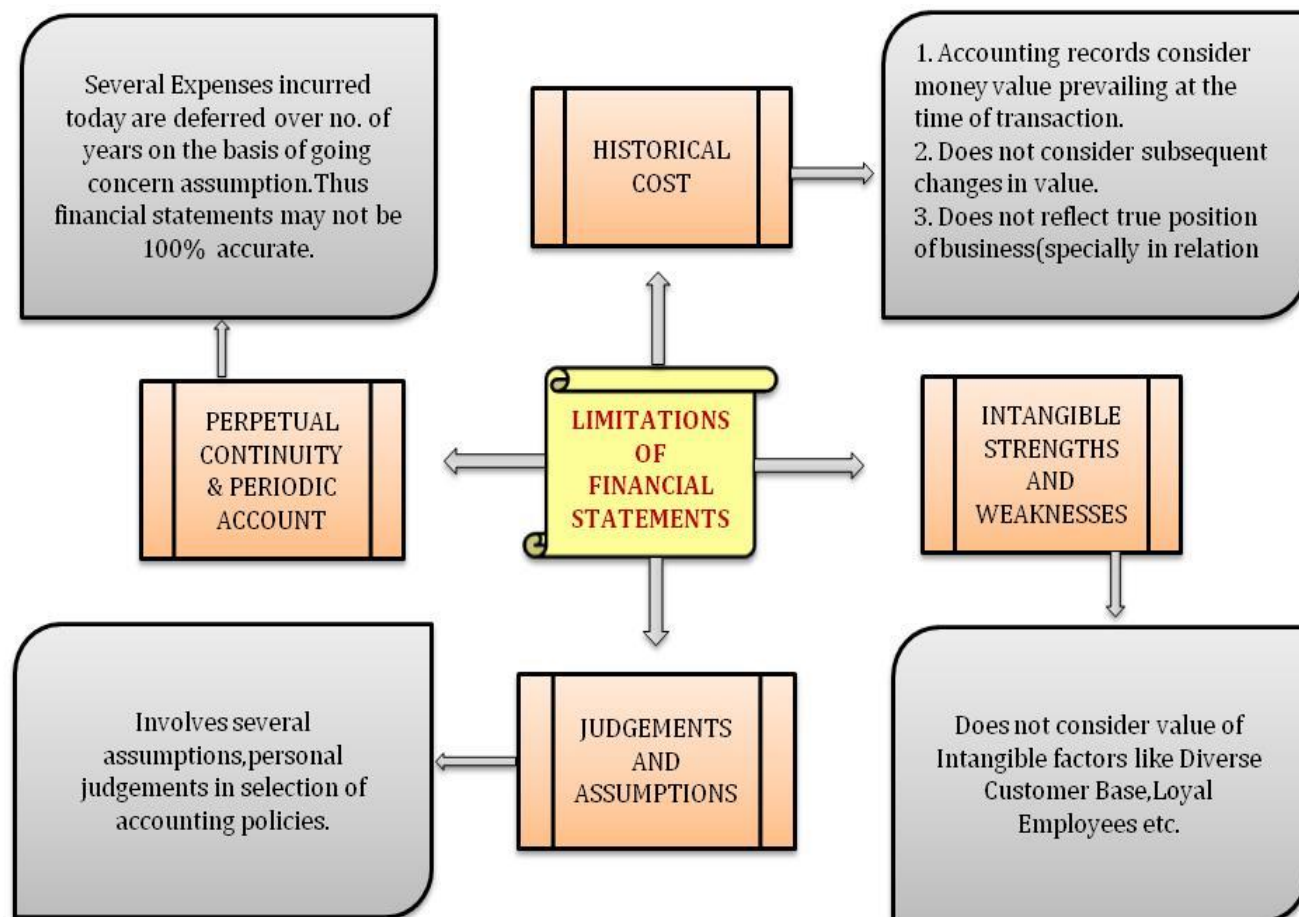 Several Expenses incurred
today are deferred over no. of
years on the basis of going
concern assumption.Thus
financial statements may not be
100% accurate.
HISTORICAL
COST
1. Accounting records consider
money value prevailing at the
time of transaction.
2. Does not consider subsequent
changes in value.
3. Does not reflect true position
of business(specially in relation
PERPETUAL
CONTINUITY
& PERIODIC
ACCOUNT
LIMITATIONS
OF
FINANCIAL
STATEMENTS
INTANGIBLE
STRENGTHS
AND
WEAKNESSES
Involves several
assumptions,personal
judgements in selection of
accounting policies.
JUDGEMENTS
AND
ASSUMPTIONS
Does not consider value of
Intangible factors like Diverse
Customer Base,Loyal
Employees etc.